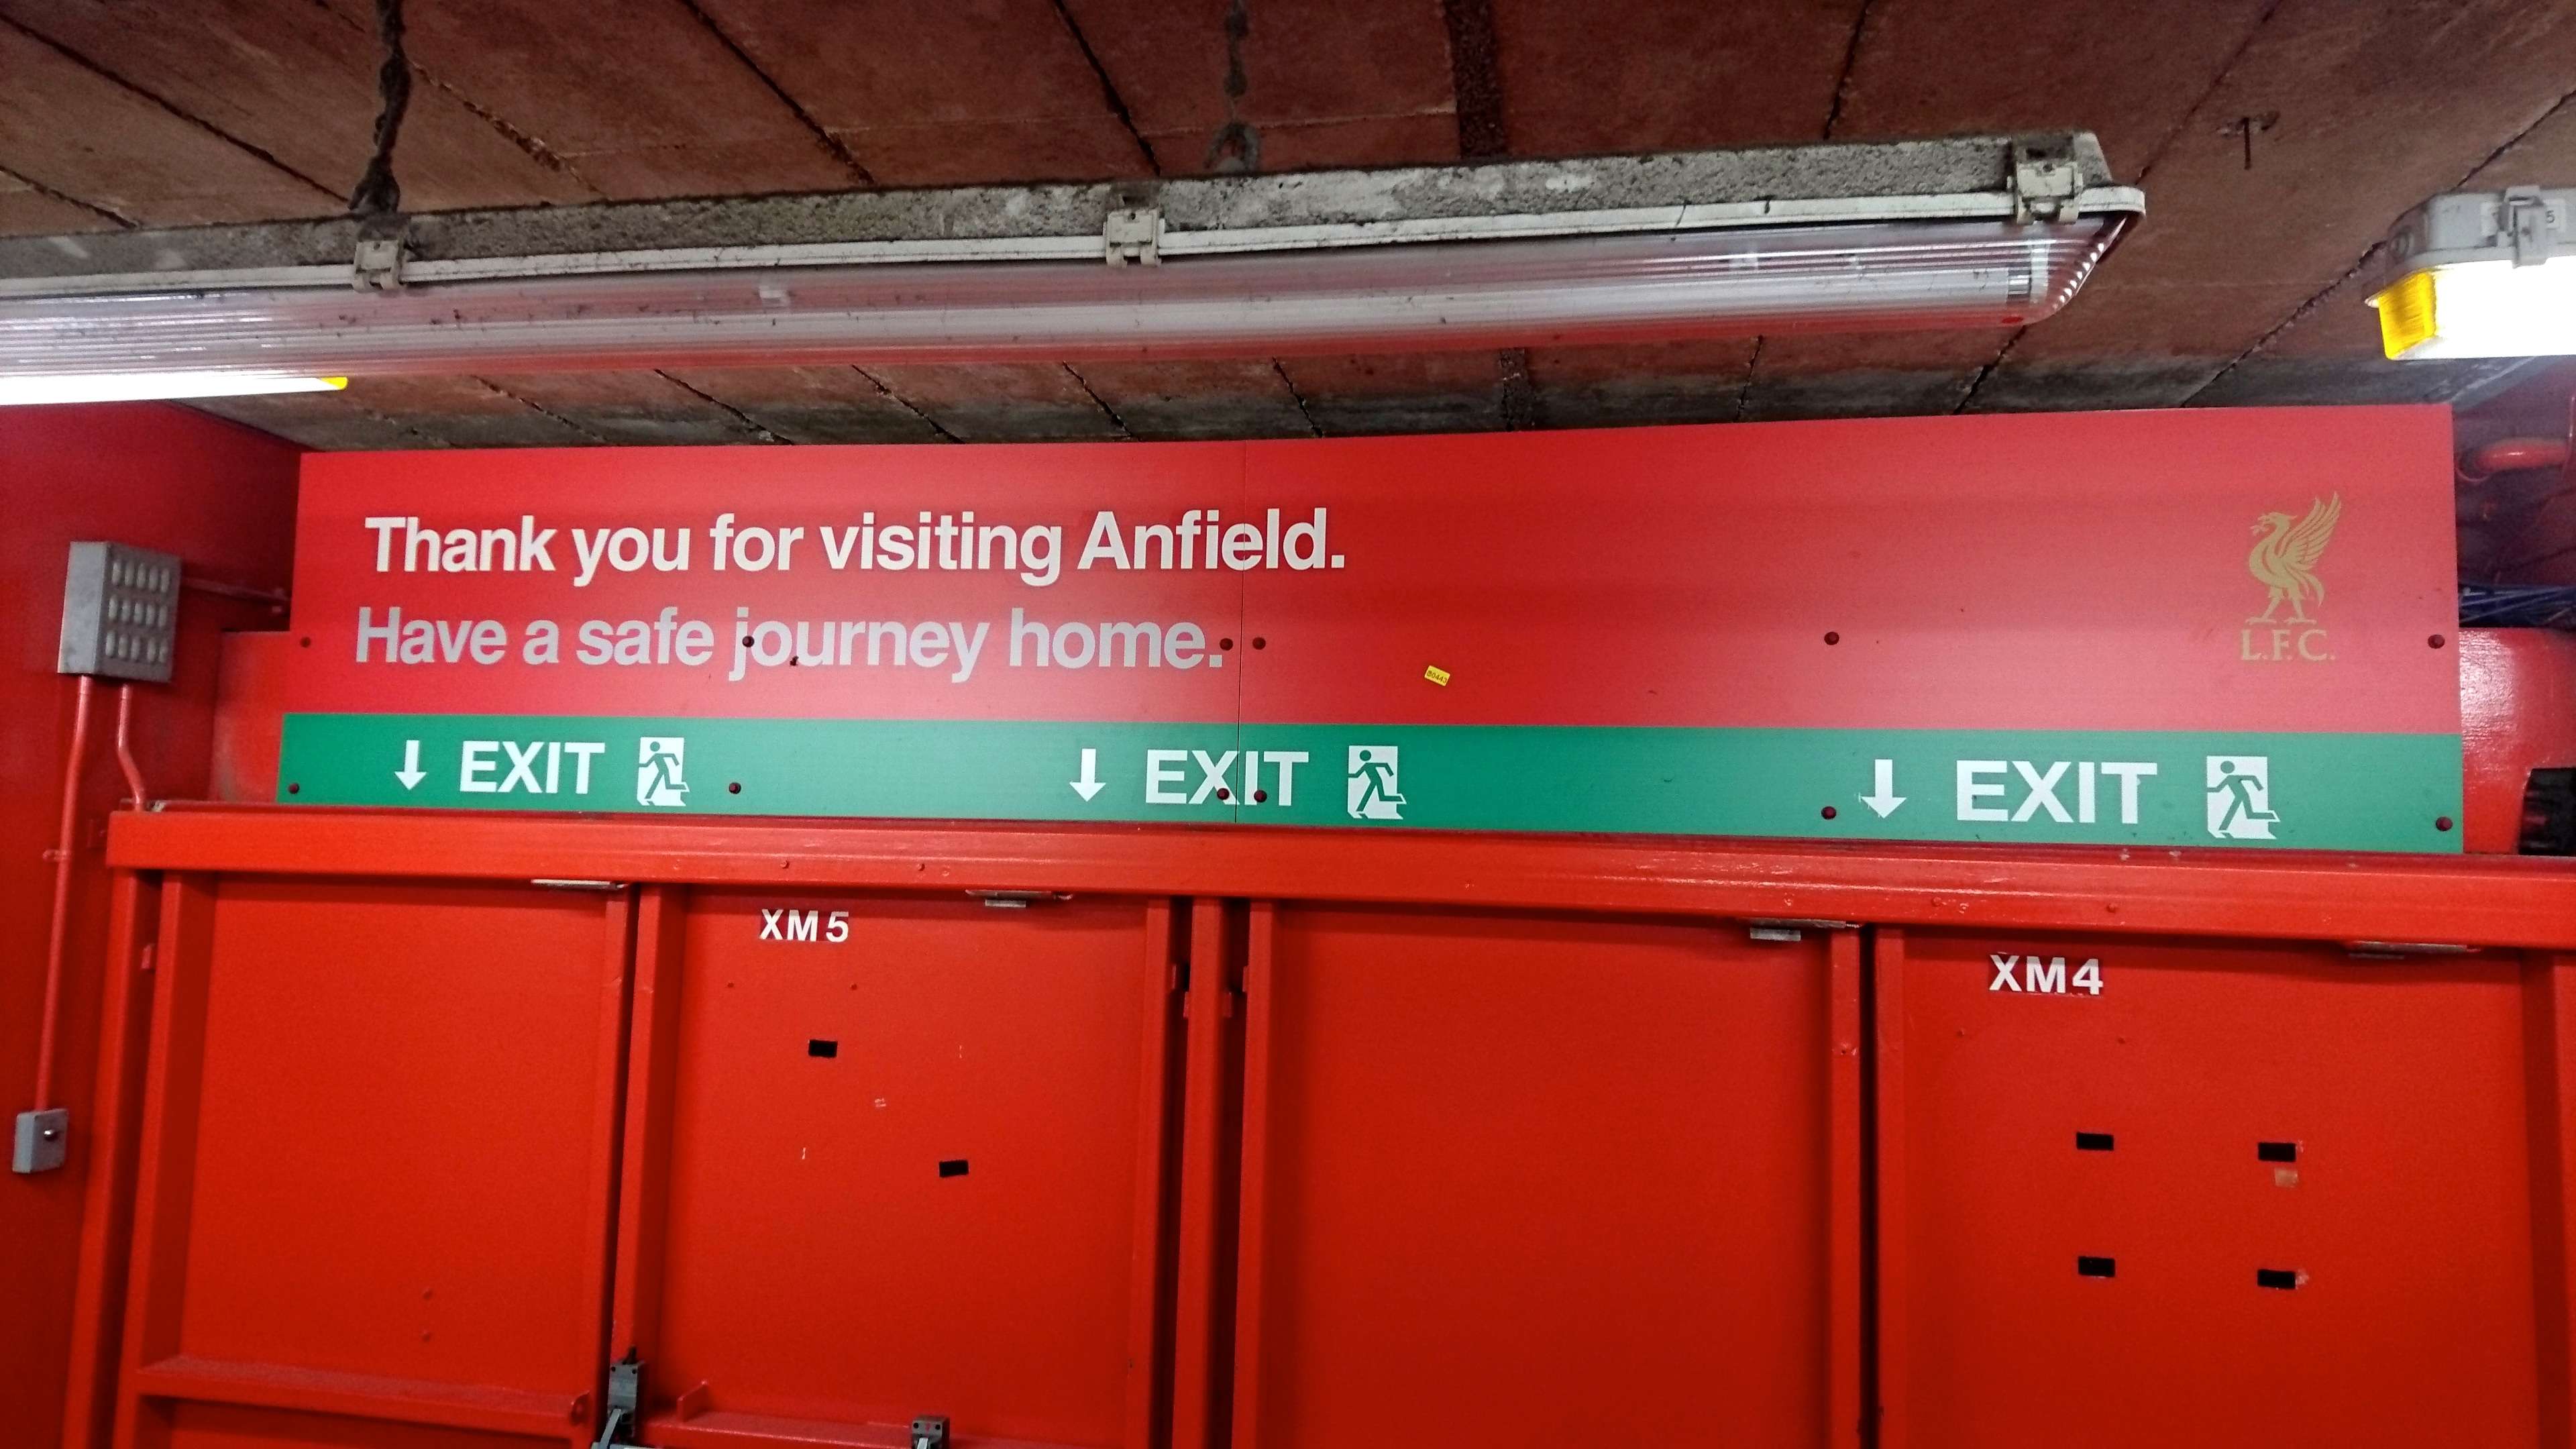 Thank you for visiting Anfield.
Have a safe journey home.
L.F.C.
EXIT EXIT EXIT
XM5
XM4